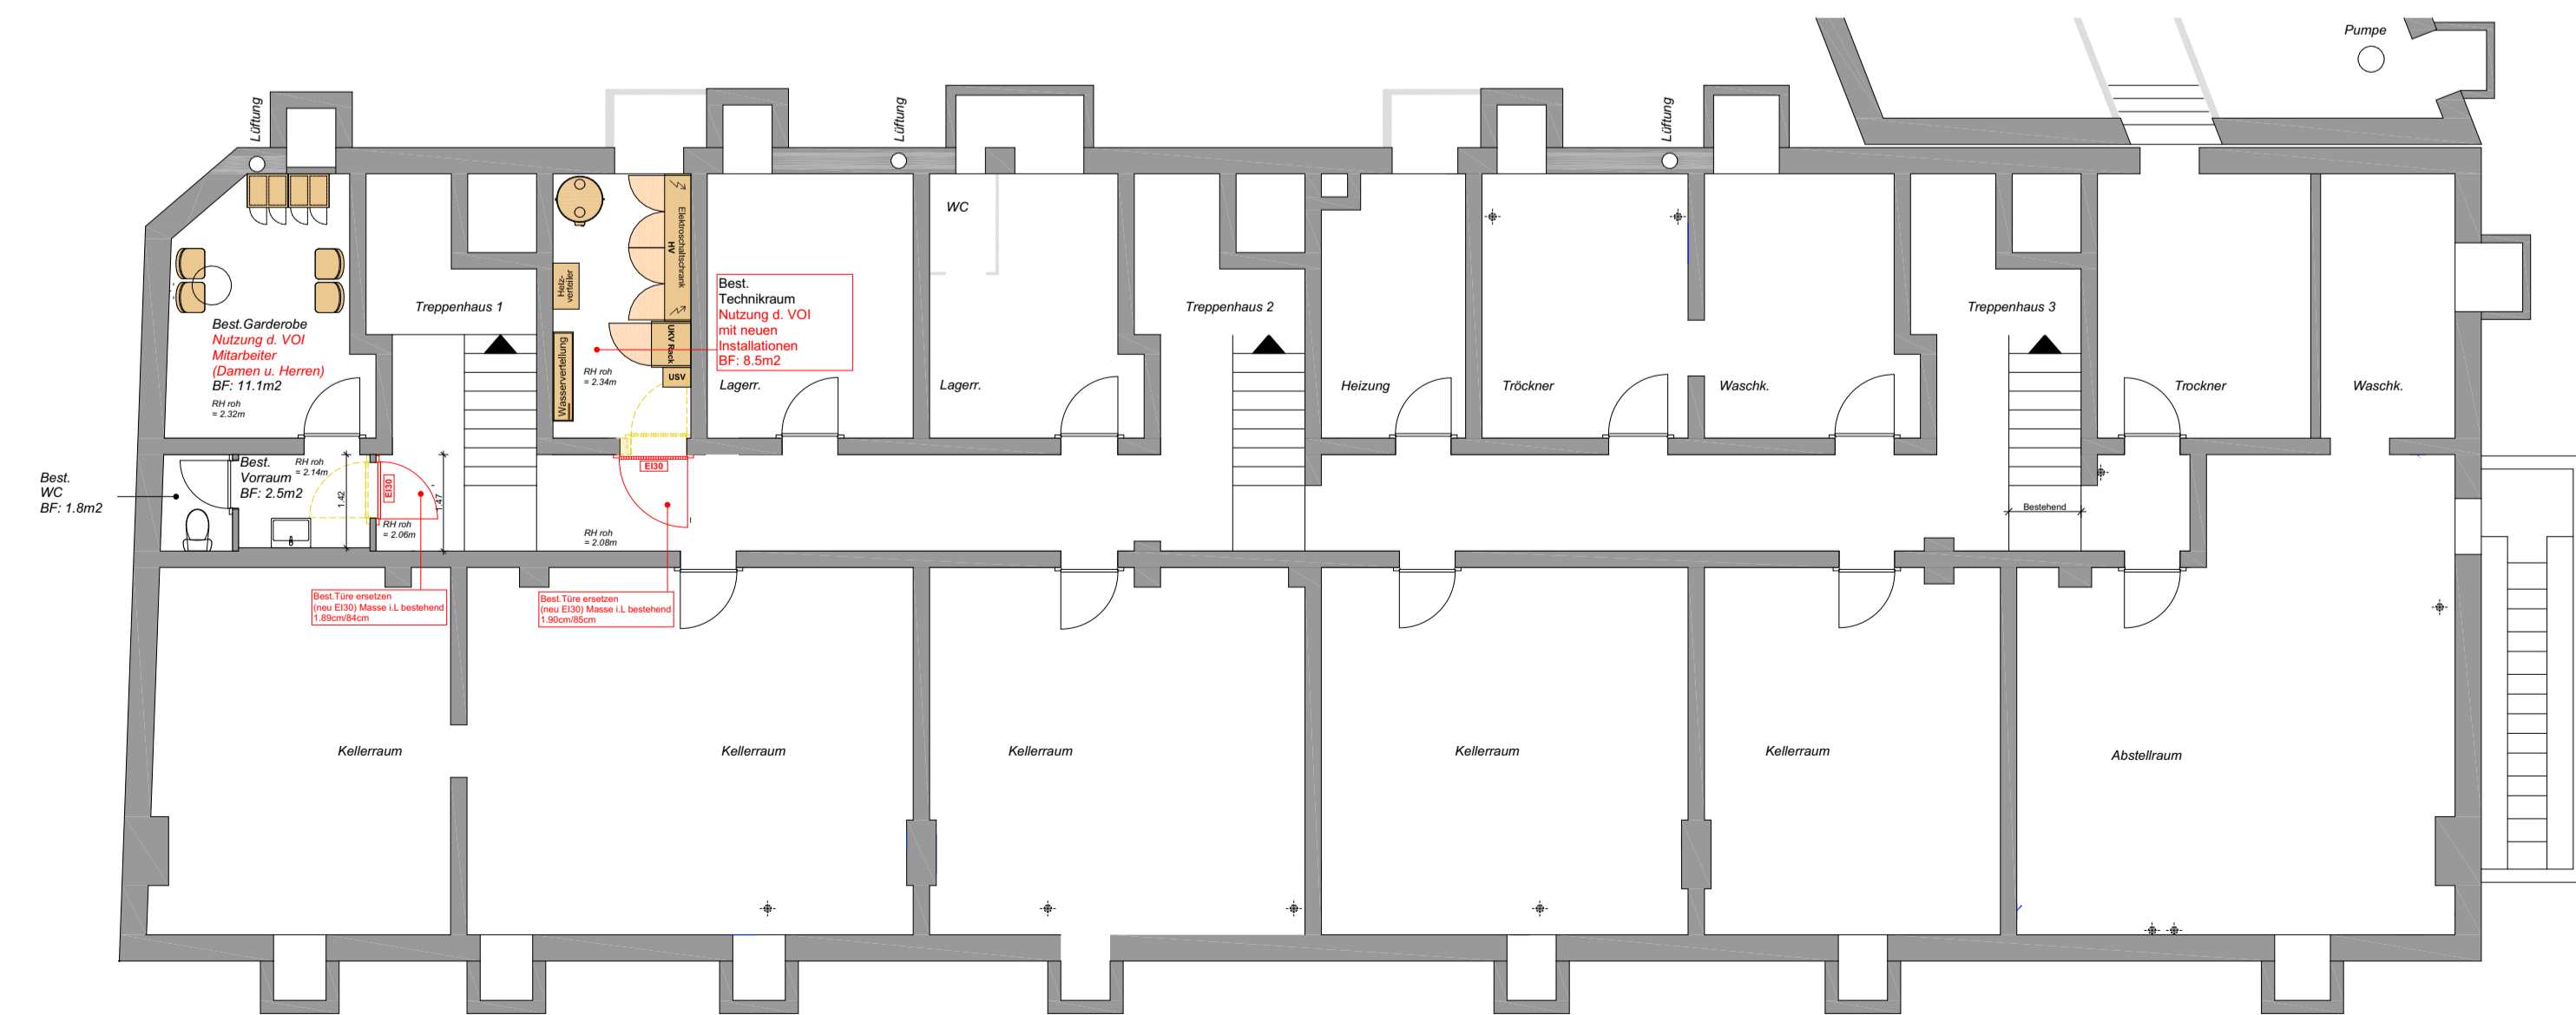 Pumpe
Lüftung
Lüftung
Lüftung
WC
Elektroschaltschrank
HV
Heiz-
verteiler
UKV Rack
USV
Wasserverteilung
RH roh
= 2.34m
Best.
Technikraum
Nutzung d. VOI
mit neuen
Installationen
BF: 8.5m2
Treppenhaus 1
Treppenhaus 2
Treppenhaus 3
Best.Garderobe
Nutzung d. VOI
Mitarbeiter
(Damen u. Herren)
BF: 11.1m2
RH roh
= 2.32m
Lagerr.
Lagerr.
Heizung
Tröckner
Waschk.
Trockner
Waschk.
Best.
WC
BF: 1.8m2
Best.
Vorraum
BF: 2.5m2
RH roh
= 2.14m
1.42
EI30
1.47
RH roh
= 2.06m
EI30
RH roh
= 2.08m
Bestehend
Best.Türe ersetzen
(neu EI30) Masse i.L bestehend
1.89cm/84cm
Best.Türe ersetzen
(neu EI30) Masse i.L bestehend
1.90cm/85cm
Kellerraum
Kellerraum
Kellerraum
Kellerraum
Kellerraum
Abstellraum